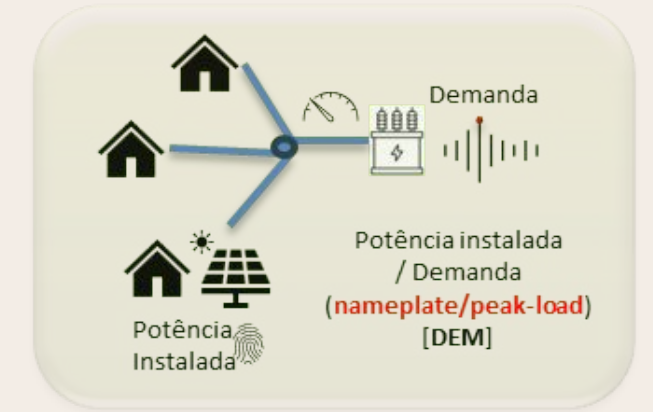 Demanda
Potência instalada
/ Demanda
(nameplate/peak-load)
[DEM]
Potência
Instalada